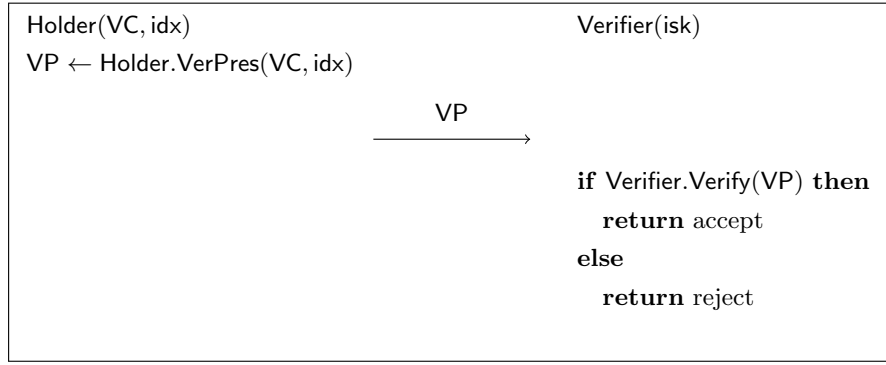 Holder(VC, idx)
Verifier(isk)
VP ← Holder.VerPres(VC, idx)
VP
if Verifier.Verify(VP) then
return accept
else
return reject